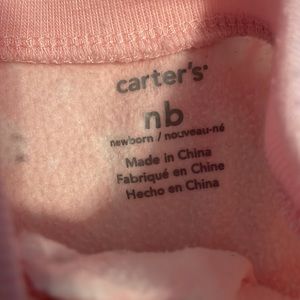 carter's
nb
newborn / nouveau-né
Made in China
Fabriqué en Chine
Hecho en China